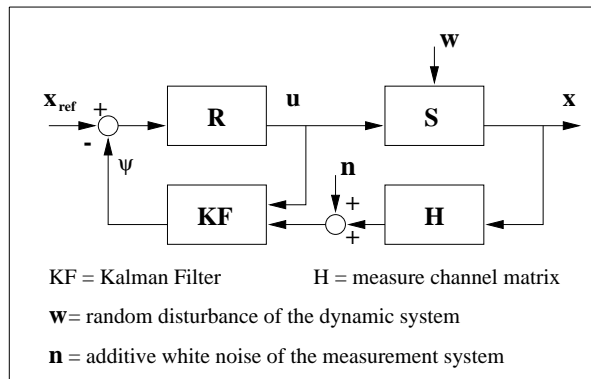 w
x_ref + R u S x
-
ψ n
KF + H
+
KF = Kalman Filter H = measure channel matrix
w= random disturbance of the dynamic system
n = additive white noise of the measurement system